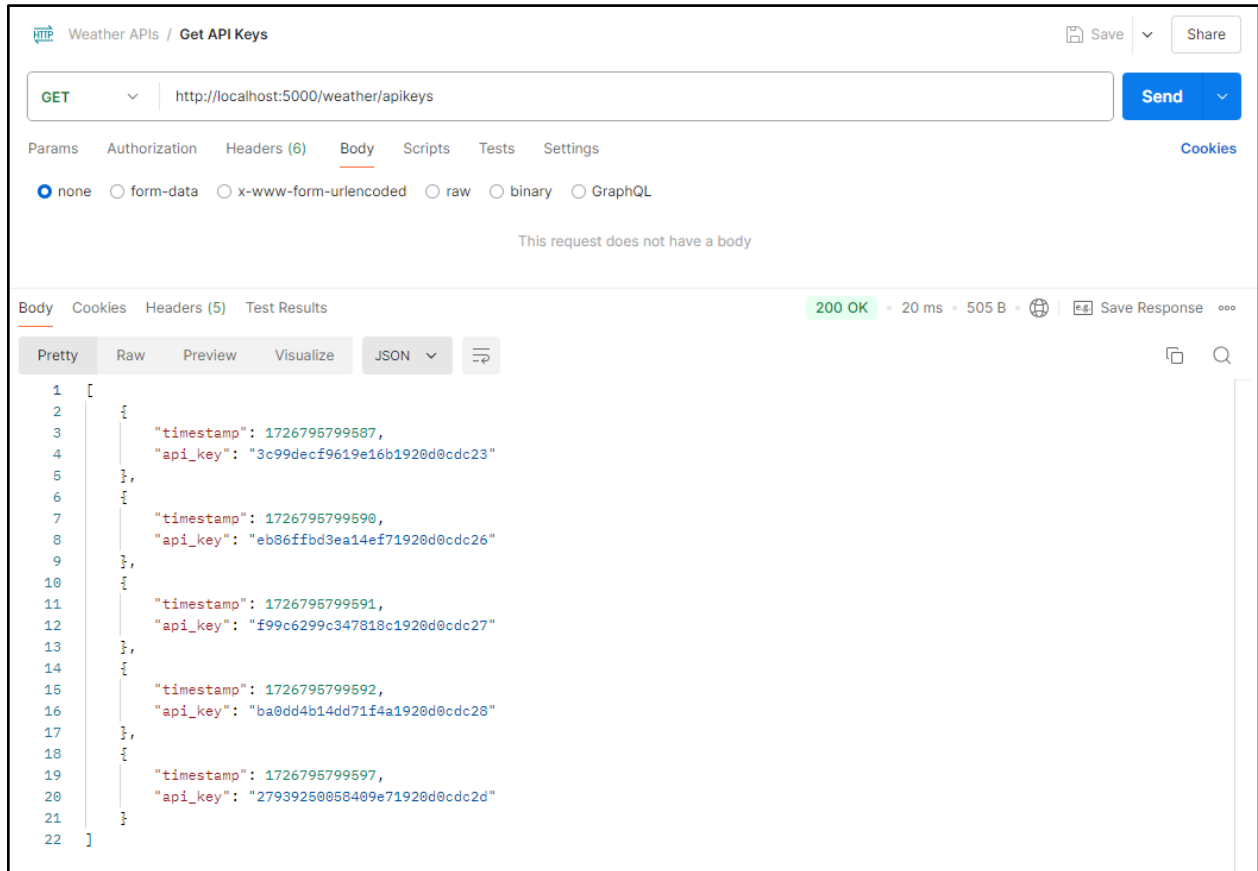 HTTP Weather APIs / Get API Keys Save Share
GET http://localhost:5000/weather/apikeys Send
Params Authorization Headers (6) Body Scripts Tests Settings Cookies
none form-data x-www-form-urlencoded raw binary GraphQL
This request does not have a body
Body Cookies Headers (5) Test Results 200 OK • 20 ms • 505 B • e.g. Save Response
Pretty Raw Preview Visualize JSON
1 [
2 {
3 "timestamp": 1726795799587,
4 "api_key": "3c99decf9619e16b1920d0cdc23"
5 },
6 {
7 "timestamp": 1726795799590,
8 "api_key": "eb86ffbd3ea14ef71920d0cdc26"
9 },
10 {
11 "timestamp": 1726795799591,
12 "api_key": "f99c6299c347818c1920d0cdc27"
13 },
14 {
15 "timestamp": 1726795799592,
16 "api_key": "ba0dd4b14dd71f4a1920d0cdc28"
17 },
18 {
19 "timestamp": 1726795799597,
20 "api_key": "27939250058409e71920d0cdc2d"
21 }
22 ]